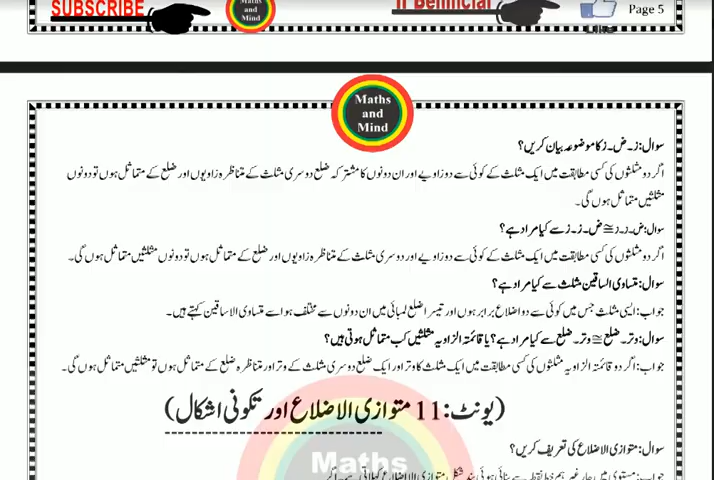 SUBSCRIBE
Maths
and
Mind
If Beinficial
Like
Page 5
Maths
and
Mind
سوال: ز۔ض۔ز کا موضوعہ بیان کریں؟
اگر دو مثلثوں کی کسی مطابقت میں ایک مثلث کے کوئی سے دو زاویے اور ان دونوں کا مشترکہ ضلع دوسری مثلث کے متناظرہ زاویوں اور ضلع کے متماثل ہوں تو دونوں
مثلثیں متماثل ہوں گی۔
سوال: ض۔ز۔ز ≅ ض۔ز۔ز سے کیا مراد ہے؟
اگر دو مثلثوں کی کسی مطابقت میں ایک مثلث کے کوئی سے دو زاویے اور دوسری مثلث کے متناظرہ زاویوں اور ضلع کے متماثل ہوں تو دونوں مثلثیں متماثل ہوں گی۔
سوال: متساوی الساقین مثلث سے کیا مراد ہے؟
جواب: ایسی مثلث جس میں کوئی سے دو اضلاع برابر ہوں اور تیسرا ضلع لمبائی میں ان دونوں سے مختلف ہو اسے متساوی الاساقین کہتے ہیں۔
سوال: وتر۔ضلع ≅ وتر۔ضلع سے کیا مراد ہے؟ یا قائمتہ الزاویہ مثلثیں کب متماثل ہوتی ہیں؟
جواب: اگر دو قائمتہ الزاویہ مثلثوں کی کسی مطابقت میں ایک مثلث کا وتر اور ایک ضلع دوسری مثلث کے وتر اور متناظرہ ضلع کے متماثل ہوں تو مثلثیں متماثل ہوں گی۔
(یونٹ: 11 متوازی الاضلاع اور تکونی اشکال)
سوال: متوازی الاضلاع کی تعریف کریں؟
Maths